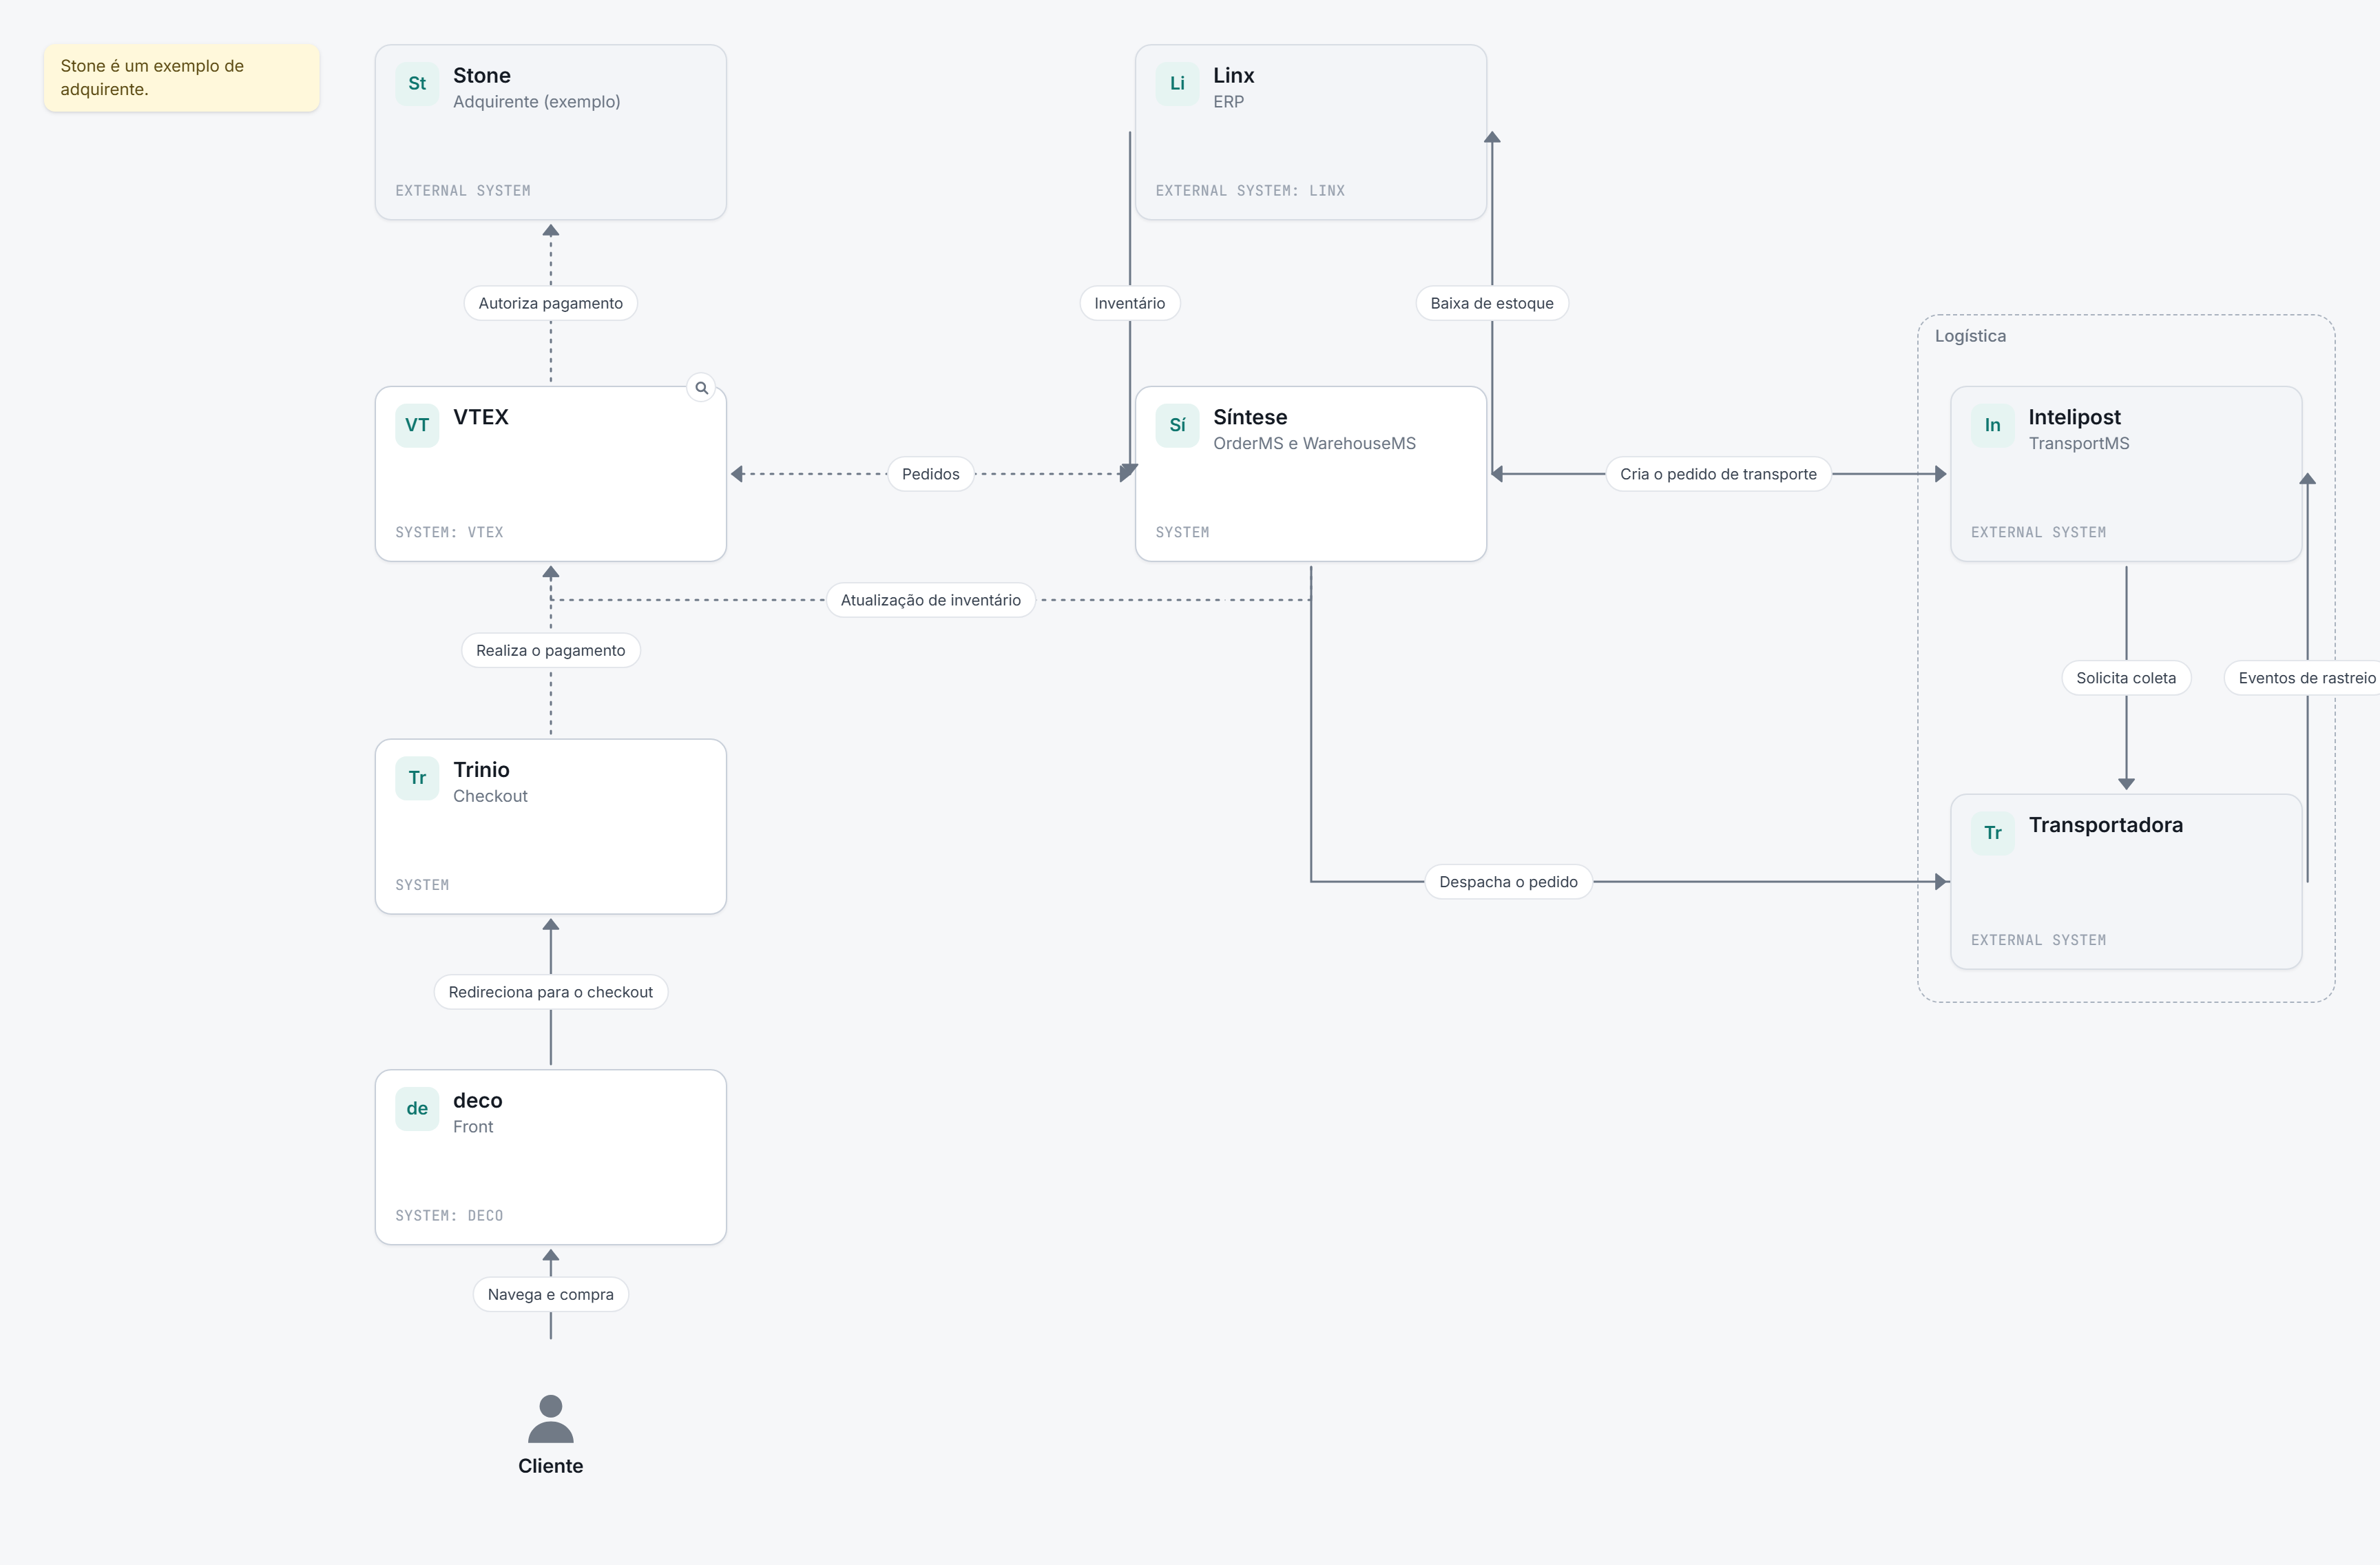 Stone é um exemplo de
adquirente.
St
Stone
Adquirente (exemplo)
EXTERNAL SYSTEM
Li
Linx
ERP
EXTERNAL SYSTEM: LINX
Autoriza pagamento
Inventário
Baixa de estoque
Logística
VT
VTEX
SYSTEM: VTEX
Pedidos
Sí
Síntese
OrderMS e WarehouseMS
SYSTEM
Cria o pedido de transporte
In
Intelipost
TransportMS
EXTERNAL SYSTEM
Atualização de inventário
Realiza o pagamento
Solicita coleta
Eventos de rastreio
Tr
Trinio
Checkout
SYSTEM
Tr
Transportadora
EXTERNAL SYSTEM
Despacha o pedido
Redireciona para o checkout
de
deco
Front
SYSTEM: DECO
Navega e compra
Cliente